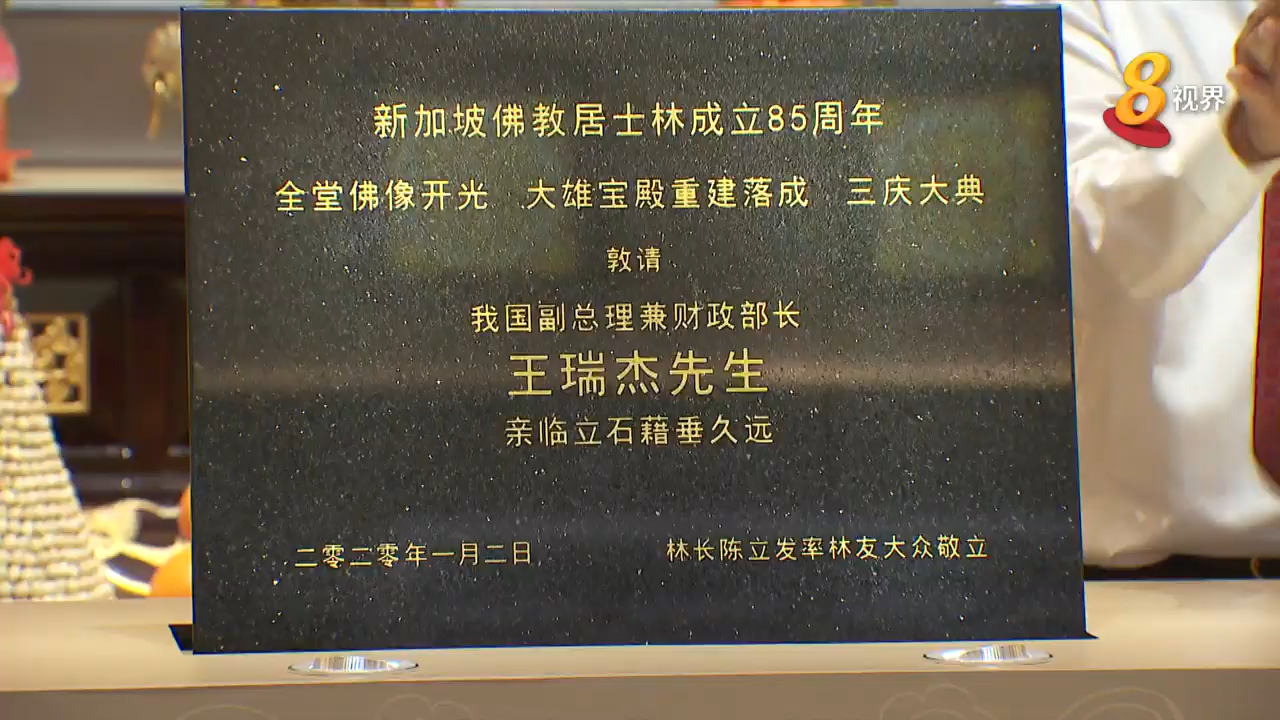 新加坡佛教居士林成立85周年
全堂佛像开光 大雄宝殿重建落成 三庆大典
敦请
我国副总理兼财政部长
王瑞杰先生
亲临立石藉垂久远
二零二零年一月二日
林长陈立发率林友大众敬立
8视界